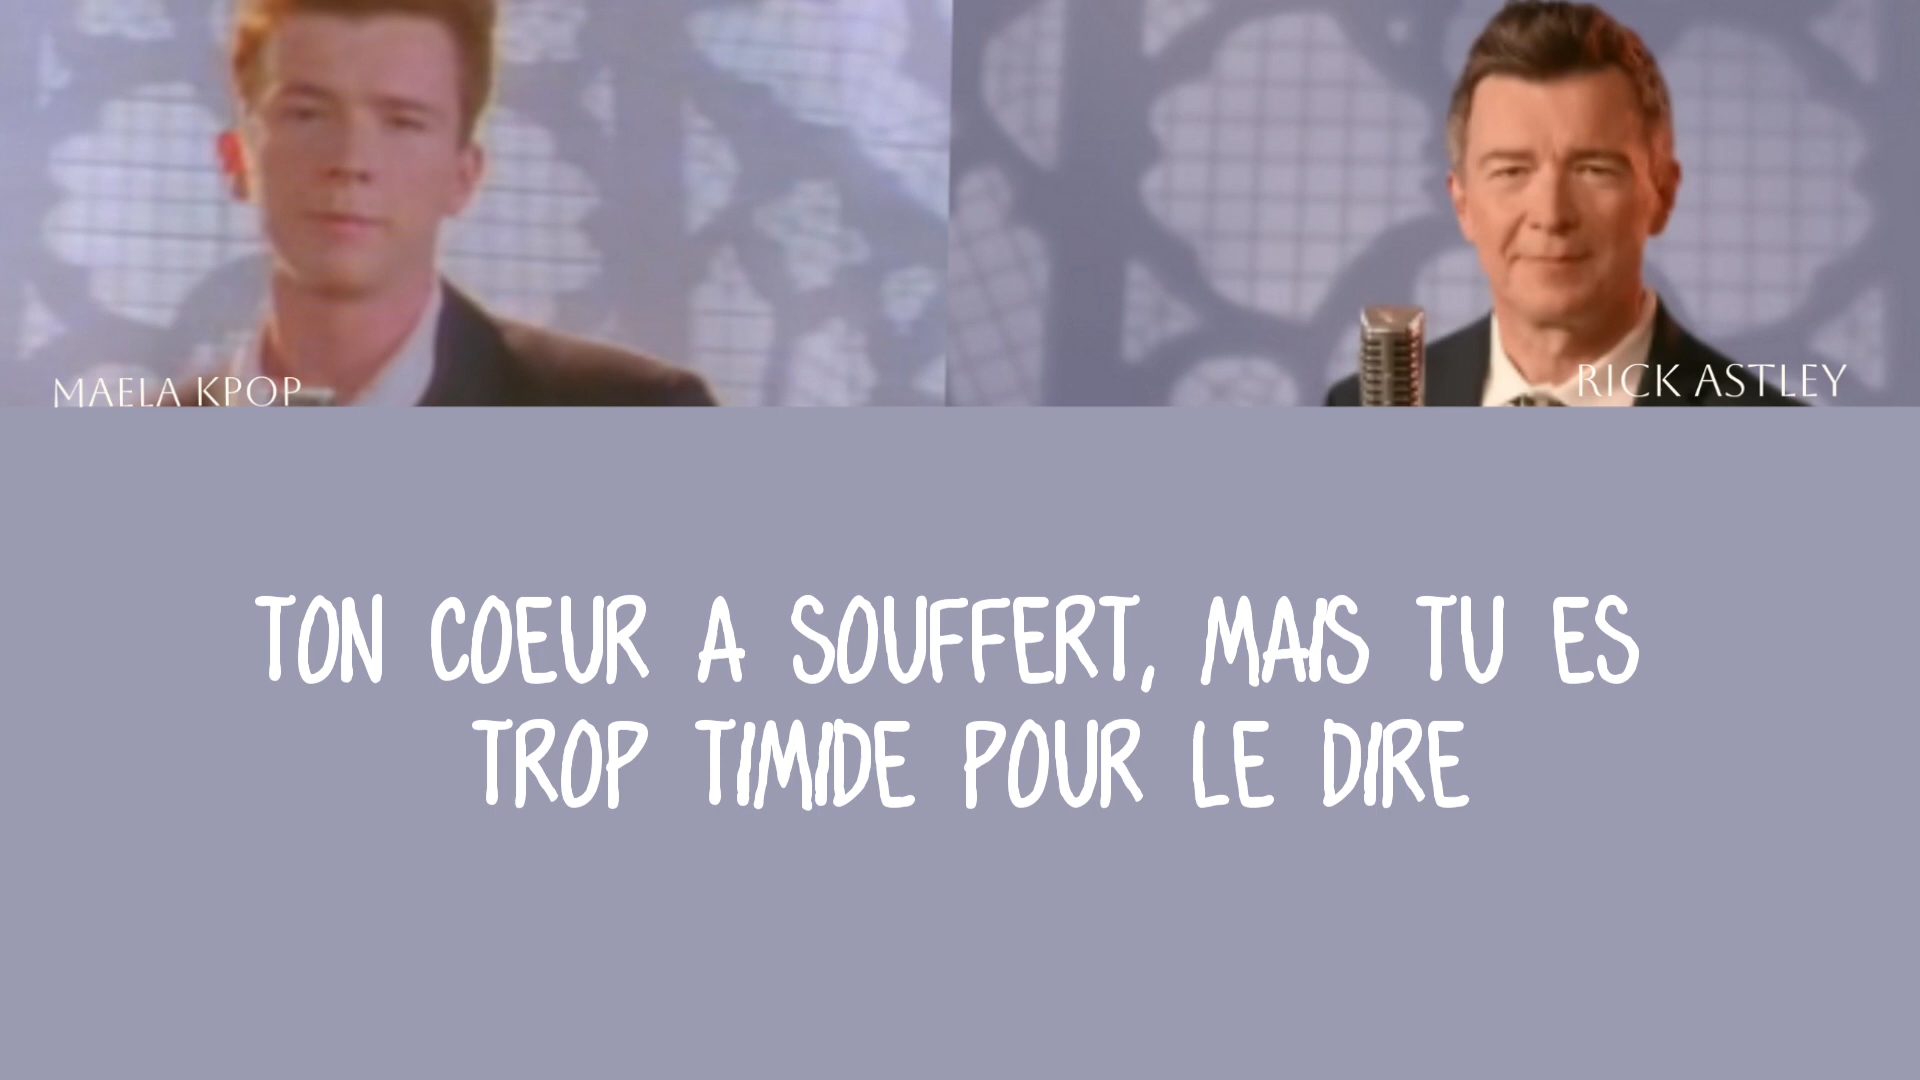 MAELA KPOP
RICK ASTLEY
TON COEUR A SOUFFERT, MAIS TU ES
TROP TIMIDE POUR LE DIRE